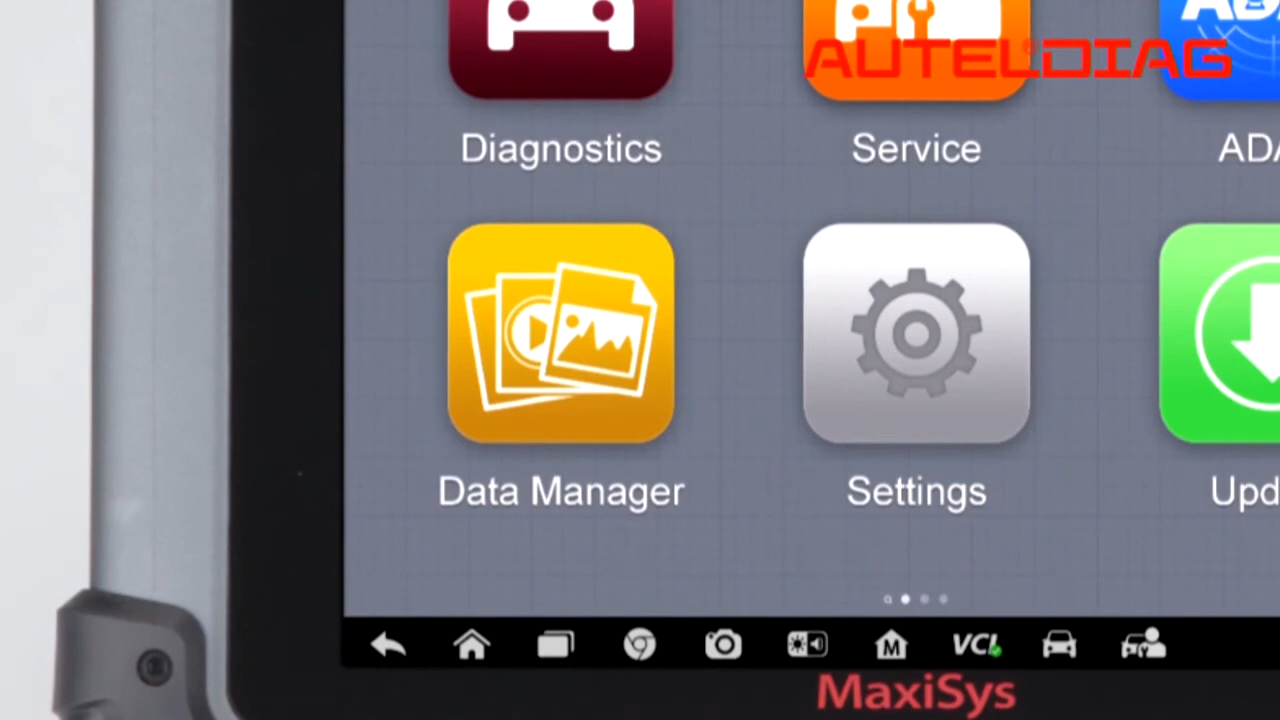 AUTELDIAG
Diagnostics
Service
Data Manager
Settings
M
VCI
MaxiSys